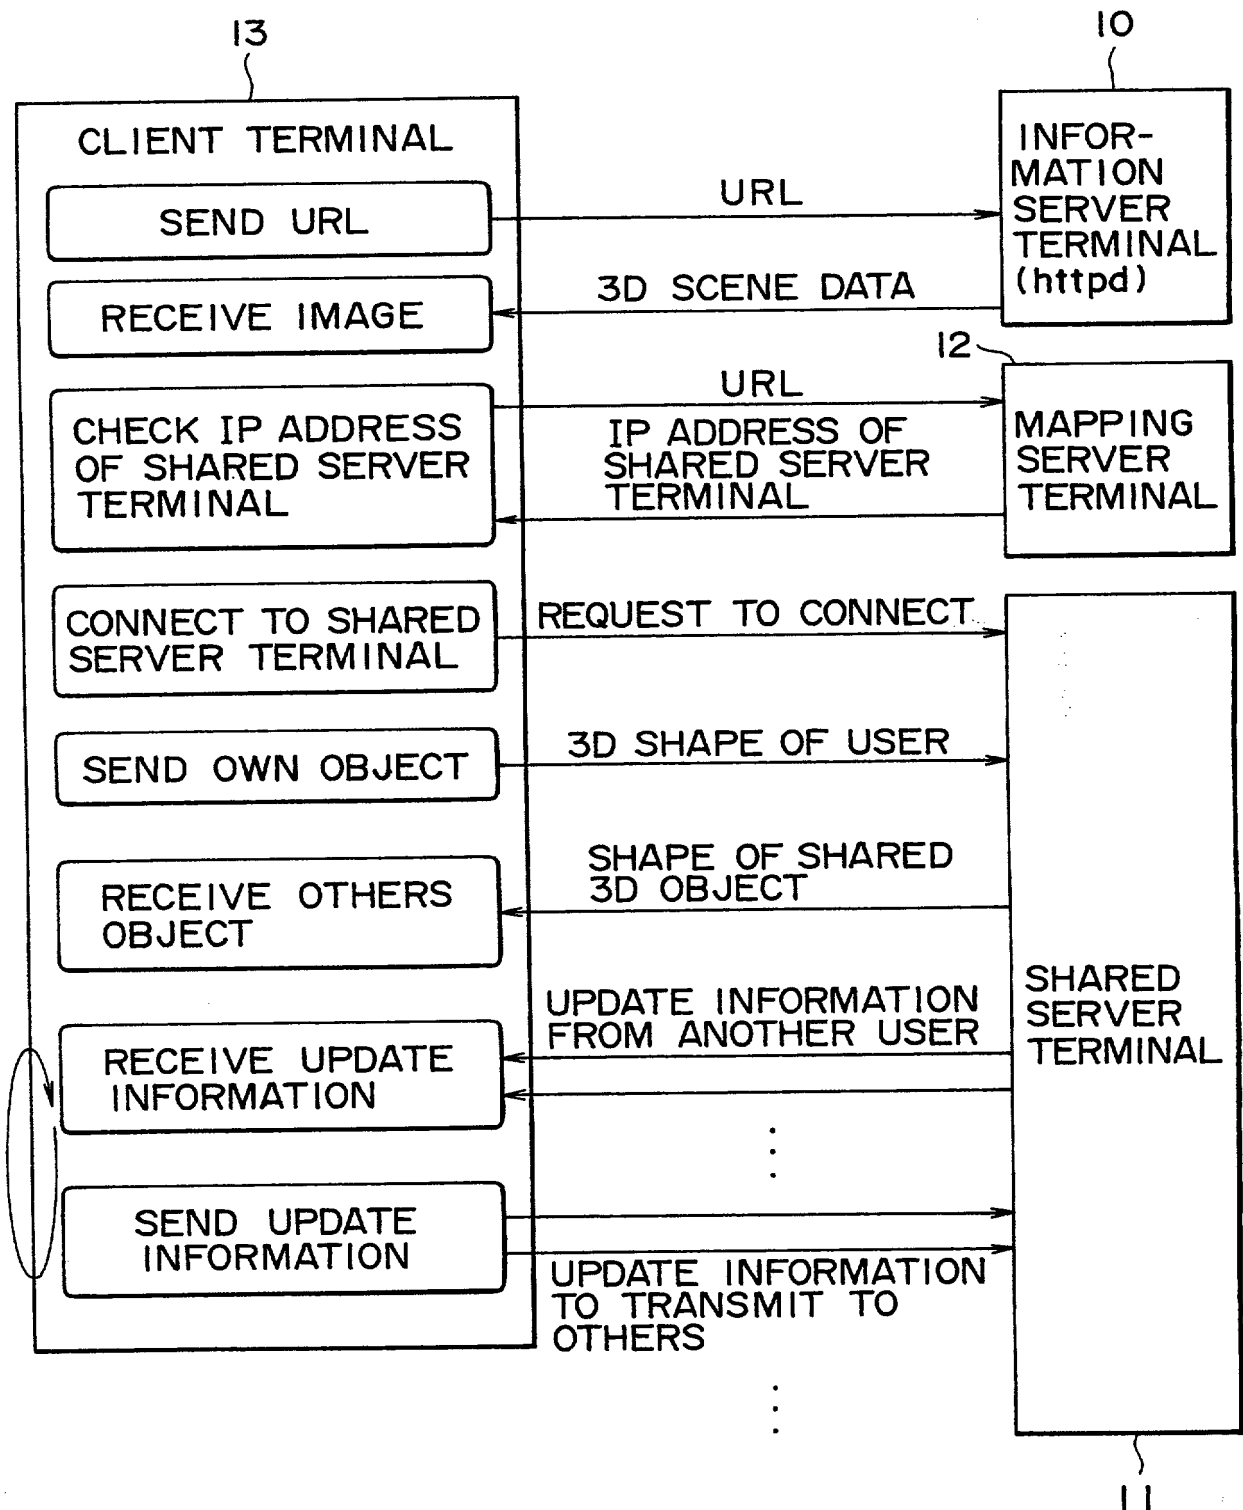 13
10
CLIENT TERMINAL
SEND URL
URL
INFOR-
MATION
SERVER
TERMINAL
(httpd)
RECEIVE IMAGE
3D SCENE DATA
12
CHECK IP ADDRESS
OF SHARED SERVER
TERMINAL
URL
IP ADDRESS OF
SHARED SERVER
TERMINAL
MAPPING
SERVER
TERMINAL
CONNECT TO SHARED
SERVER TERMINAL
REQUEST TO CONNECT
SEND OWN OBJECT
3D SHAPE OF USER
RECEIVE OTHERS
OBJECT
SHAPE OF SHARED
3D OBJECT
SHARED
SERVER
TERMINAL
RECEIVE UPDATE
INFORMATION
UPDATE INFORMATION
FROM ANOTHER USER
SEND UPDATE
INFORMATION
UPDATE INFORMATION
TO TRANSMIT TO
OTHERS
11